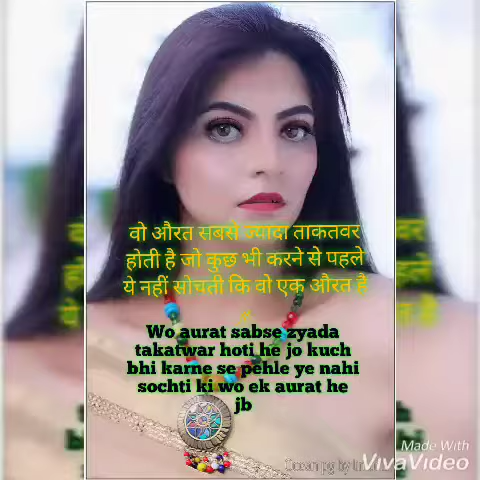 वो औरत सबसे ज्यादा ताकतवर
होती है जो कुछ भी करने से पहले
ये नहीं सोचती कि वो एक औरत है
Wo aurat sabse zyada
takatwar hoti he jo kuch
bhi karne se pehle ye nahi
sochti ki wo ek aurat he
jb
Made With
VivaVideo